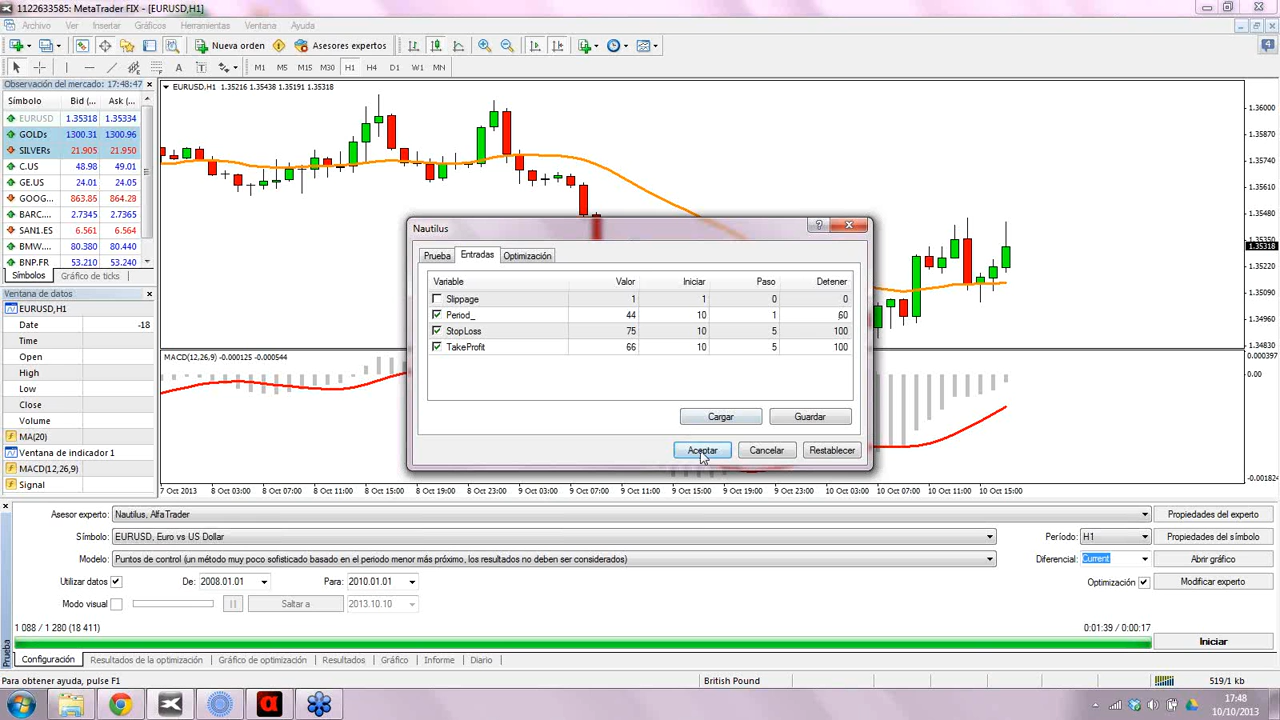 1122633585: MetaTrader FIX - [EURUSD,H1]
Archivo Ver Insertar Gráficos Herramientas Ventana Ayuda
Nueva orden Asesores expertos 4
A T M1 M5 M15 M30 H1 H4 D1 W1 MN
Observación del mercado: 17:48:47
Símbolo Bid (... Ask (...
EURUSD 1.35318 1.35334
GOLDs 1300.31 1300.96
SILVERs 21.905 21.965
C.US 48.98 49.01
GE.US 24.01 24.05
GOOG... 863.86 864.28
BARC... 2.7345 2.7365
SAN1.ES 6.561 6.564
BMW.... 80.380 80.440
BNP.FR 53.210 53.240
Símbolos Gráfico de ticks
Ventana de datos
EURUSD,H1
Date -18
Time
Open
High
Low
Close
Volume
MA(20)
Ventana de indicador 1
MACD(12,26,9)
Signal
EURUSD,H1 1.35216 1.35438 1.35191 1.35318
1.36000
1.35870
1.35740
1.35610
1.35480
1.35318
1.35220
1.35090
1.34960
1.34830
MACD(12,26,9) -0.000125 -0.000544
0.000397
0.00
-0.001824
7 Oct 2013 8 Oct 03:00 8 Oct 07:00 8 Oct 11:00 8 Oct 15:00 8 Oct 19:00 8 Oct 23:00 9 Oct 03:00 9 Oct 07:00 9 Oct 11:00 9 Oct 15:00 9 Oct 19:00 9 Oct 23:00 10 Oct 03:00 10 Oct 07:00 10 Oct 11:00 10 Oct 15:00
Nautilus
Prueba Entradas Optimización
Variable Valor Iniciar Paso Detener
Slippage 1 1 0 0
Period_ 44 10 1 60
StopLoss 75 10 5 100
TakeProfit 66 10 5 100
Cargar Guardar
Aceptar Cancelar Restablecer
Asesor experto: Nautilus, AlfaTrader Propiedades del experto
Símbolo: EURUSD, Euro vs US Dollar Período: H1 Propiedades del símbolo
Modelo: Puntos de control (un método muy poco sofisticado basado en el periodo menor más próximo, los resultados no deben ser considerados) Diferencial: Current Abrir gráfico
Utilizar datos De: 2008.01.01 Para: 2010.01.01 Optimización Modificar experto
Modo visual Saltar a 2013.10.10
1 088 / 1 280 (18 411) 0:01:39 / 0:00:17
Iniciar
Prueba
Configuración Resultados de la optimización Gráfico de optimización Resultados Gráfico Informe Diario
Para obtener ayuda, pulse F1 British Pound 519/1 kb
17:48
10/10/2013